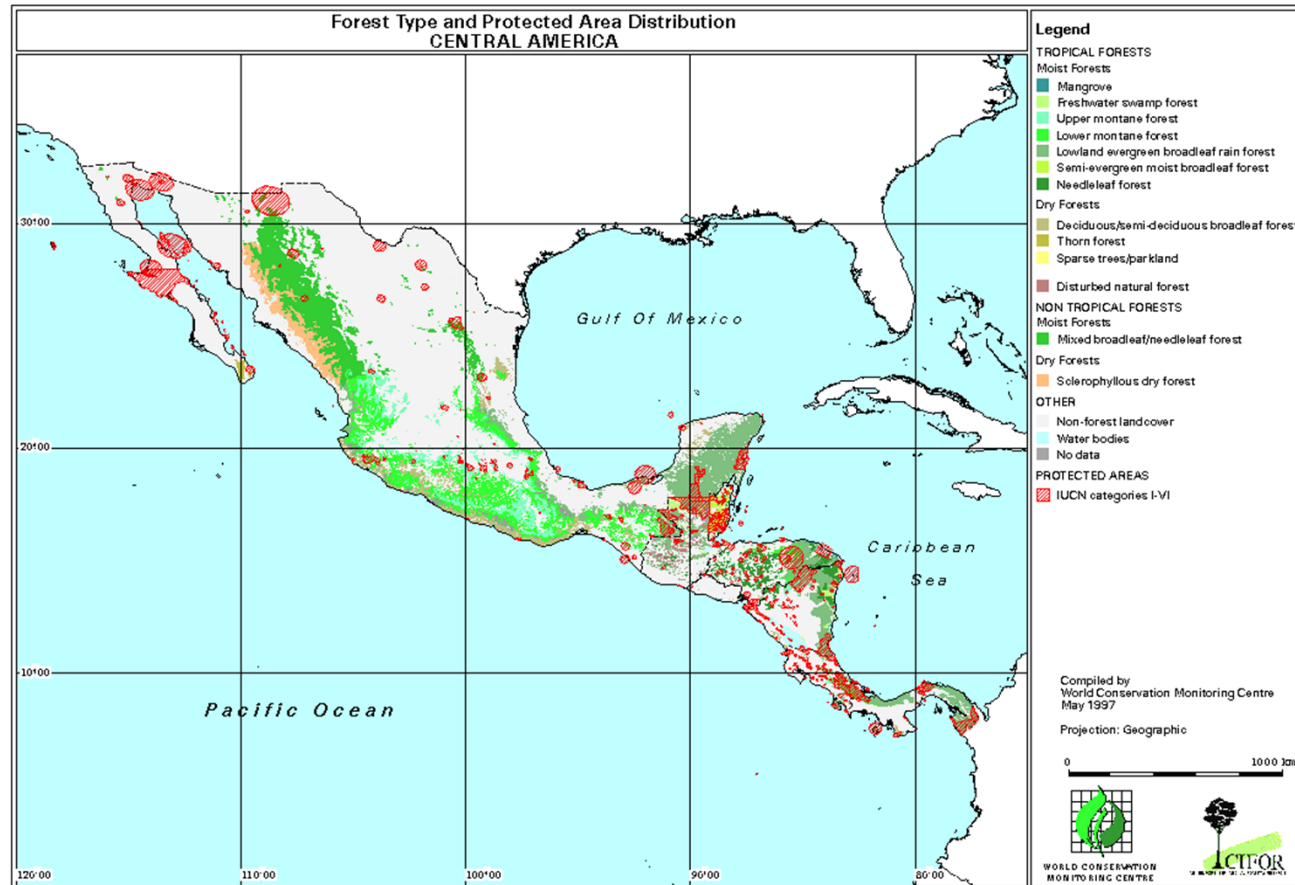 Forest Type and Protected Area Distribution
CENTRAL AMERICA
Legend
TROPICAL FORESTS
Moist Forests
Mangrove
Freshwater swamp forest
Upper montane forest
Lower montane forest
Lowland evergreen broadleaf rain forest
Semi-evergreen moist broadleaf forest
Needleleaf forest
Dry Forests
Deciduous/semi-deciduous broadleaf forest
Thorn forest
Sparse trees/parkland
Disturbed natural forest
NON TROPICAL FORESTS
Moist Forests
Mixed broadleaf/needleleaf forest
Dry Forests
Sclerophyllous dry forest
OTHER
Non-forest landcover
Water bodies
No data
PROTECTED AREAS
IUCN categories I-VI
30°00
Gulf Of Mexico
20°00
Caribbean
Sea
10°00
Pacific Ocean
120°00
110°00
100°00
90°00
80°00
Compiled by
World Conservation Monitoring Centre
May 1997
Projection: Geographic
0 1000 km
WORLD CONSERVATION
MONITORING CENTRE
CIFOR